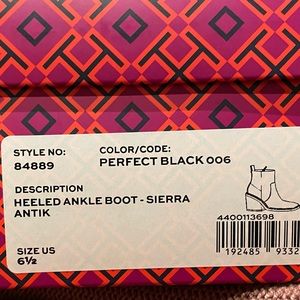 STYLE NO:
84889
COLOR/CODE:
PERFECT BLACK 006
DESCRIPTION
HEELED ANKLE BOOT - SIERRA
ANTIK
4400113698
SIZE US
6½
192485 9332